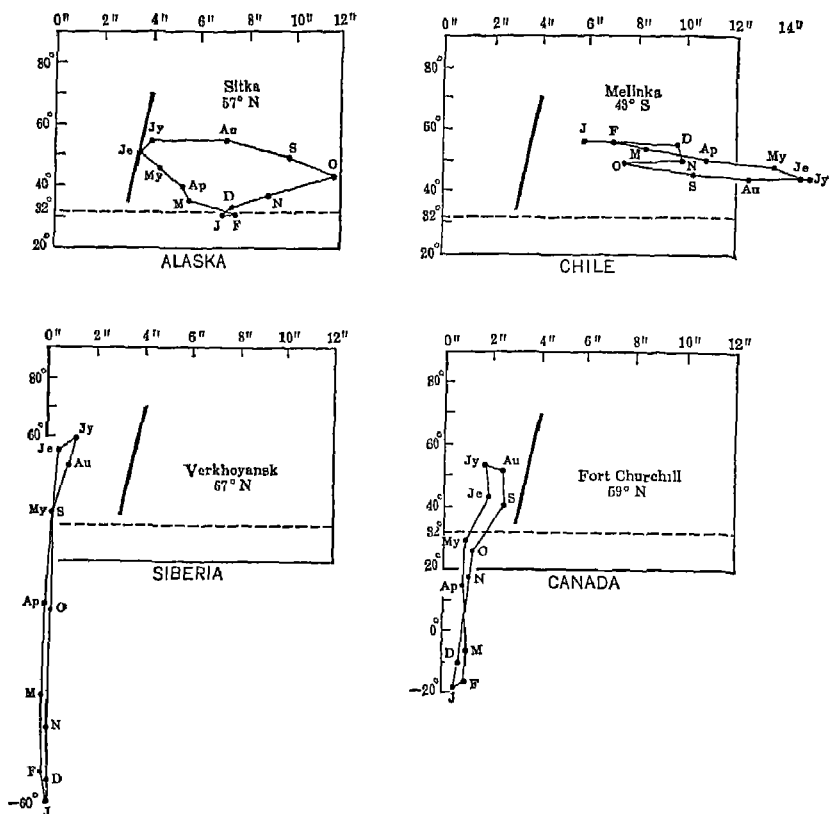 0" 2" 4" 6" 8" 10" 12"
80°
60°
40°
32°
20°
Sitka
57° N
Jy
Au
S
Je
O
My
Ap
M
D
N
J F
ALASKA
0" 2" 4" 6" 8" 10" 12" 14"
80°
60°
40°
32°
20°
Melinka
43° S
J
F
D
M
N
Ap
My
Je
O
S
Au
Jy
CHILE
0" 2" 4" 6" 8" 10" 12"
80°
60°
Jy
Je
Au
Verkhoyansk
67° N
My S
SIBERIA
Ap
O
M
N
F
D
-60°
J
0" 2" 4" 6" 8" 10" 12"
80°
60°
40°
32°
20°
0°
-20°
Jy Au
Je
S
Fort Churchill
59° N
My
O
Ap
N
CANADA
D
M
J
F